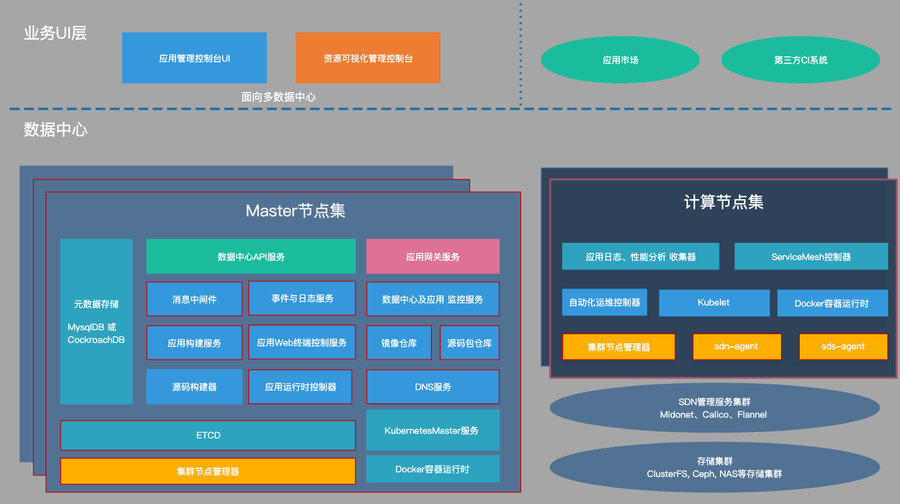 业务UI层
应用管理控制台UI
资源可视化管理控制台
面向多数据中心
应用市场
第三方CI系统
数据中心
Master节点集
元数据存储
MysqlDB 或
CockroachDB
数据中心API服务
应用网关服务
消息中间件
事件与日志服务
数据中心及应用 监控服务
应用构建服务
应用Web终端控制服务
镜像仓库
源码包仓库
源码构建器
应用运行时控制器
DNS服务
ETCD
KubernetesMaster服务
集群节点管理器
Docker容器运行时
计算节点集
应用日志、性能分析 收集器
ServiceMesh控制器
自动化运维控制器
Kubelet
Docker容器运行时
集群节点管理器
sdn-agent
sds-agent
SDN管理服务集群
Midonet、Calico、Flannel
存储集群
ClusterFS, Ceph, NAS等存储集群